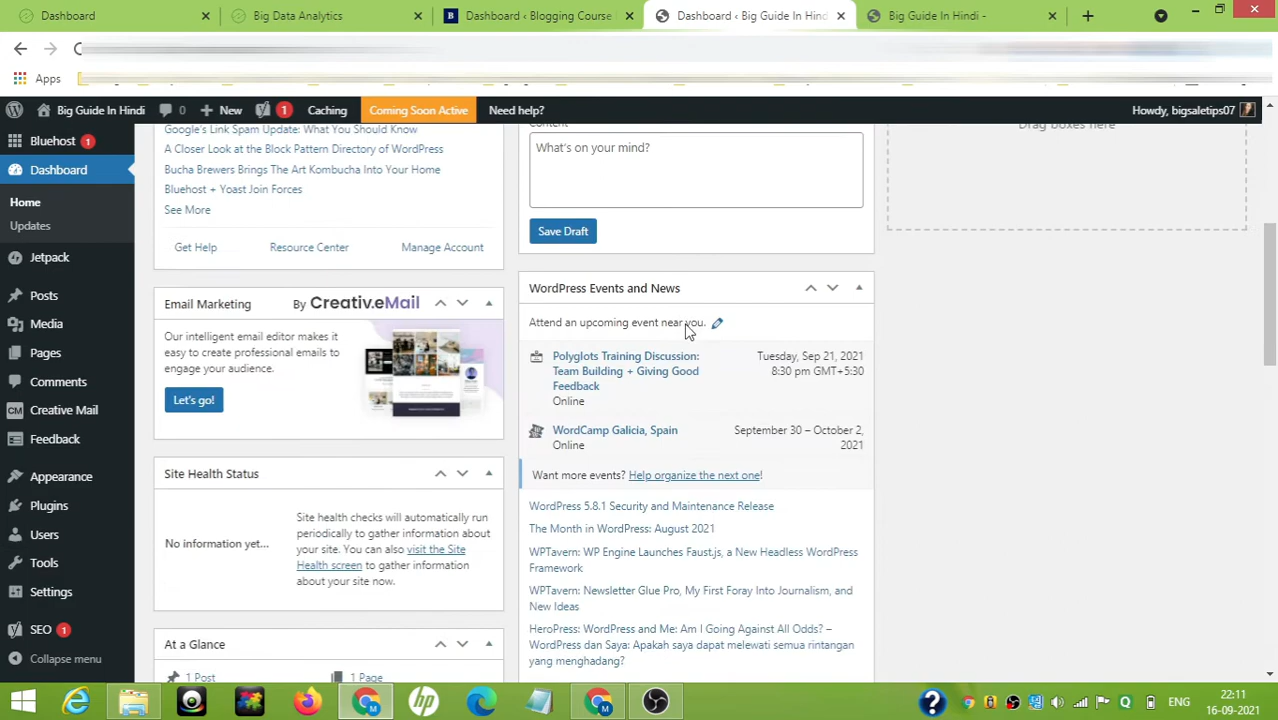 Dashboard
Big Data Analytics
Dashboard ‹ Blogging Course
Dashboard ‹ Big Guide In Hindi
Big Guide In Hindi -
Apps
Big Guide In Hindi
0
New
1
Caching
Coming Soon Active
Need help?
Howdy, bigsaletips07
Bluehost 1
Dashboard
Home
Updates
Jetpack
Posts
Media
Pages
Comments
Creative Mail
Feedback
Appearance
Plugins
Users
Tools
Settings
SEO 1
Collapse menu
Google's Link Spam Update: What You Should Know
A Closer Look at the Block Pattern Directory of WordPress
Bucha Brewers Brings The Art Kombucha Into Your Home
Bluehost + Yoast Join Forces
See More
Get Help
Resource Center
Manage Account
Email Marketing
By Creativ.eMail
Our intelligent email editor makes it
easy to create professional emails to
engage your audience.
Let's go!
Site Health Status
No information yet...
Site health checks will automatically run
periodically to gather information about
your site. You can also visit the Site
Health screen to gather information
about your site now.
At a Glance
1 Post
1 Page
Content
What's on your mind?
Save Draft
WordPress Events and News
Attend an upcoming event near you.
Polyglots Training Discussion:
Team Building + Giving Good
Feedback
Online
Tuesday, Sep 21, 2021
8:30 pm GMT+5:30
WordCamp Galicia, Spain
Online
September 30 – October 2,
2021
Want more events? Help organize the next one!
WordPress 5.8.1 Security and Maintenance Release
The Month in WordPress: August 2021
WPTavern: WP Engine Launches Faust.js, a New Headless WordPress
Framework
WPTavern: Newsletter Glue Pro, My First Foray Into Journalism, and
New Ideas
HeroPress: WordPress and Me: Am I Going Against All Odds? –
WordPress dan Saya: Apakah saya dapat melewati semua rintangan
yang menghadang?
Drag boxes here
ENG
22:11
16-09-2021